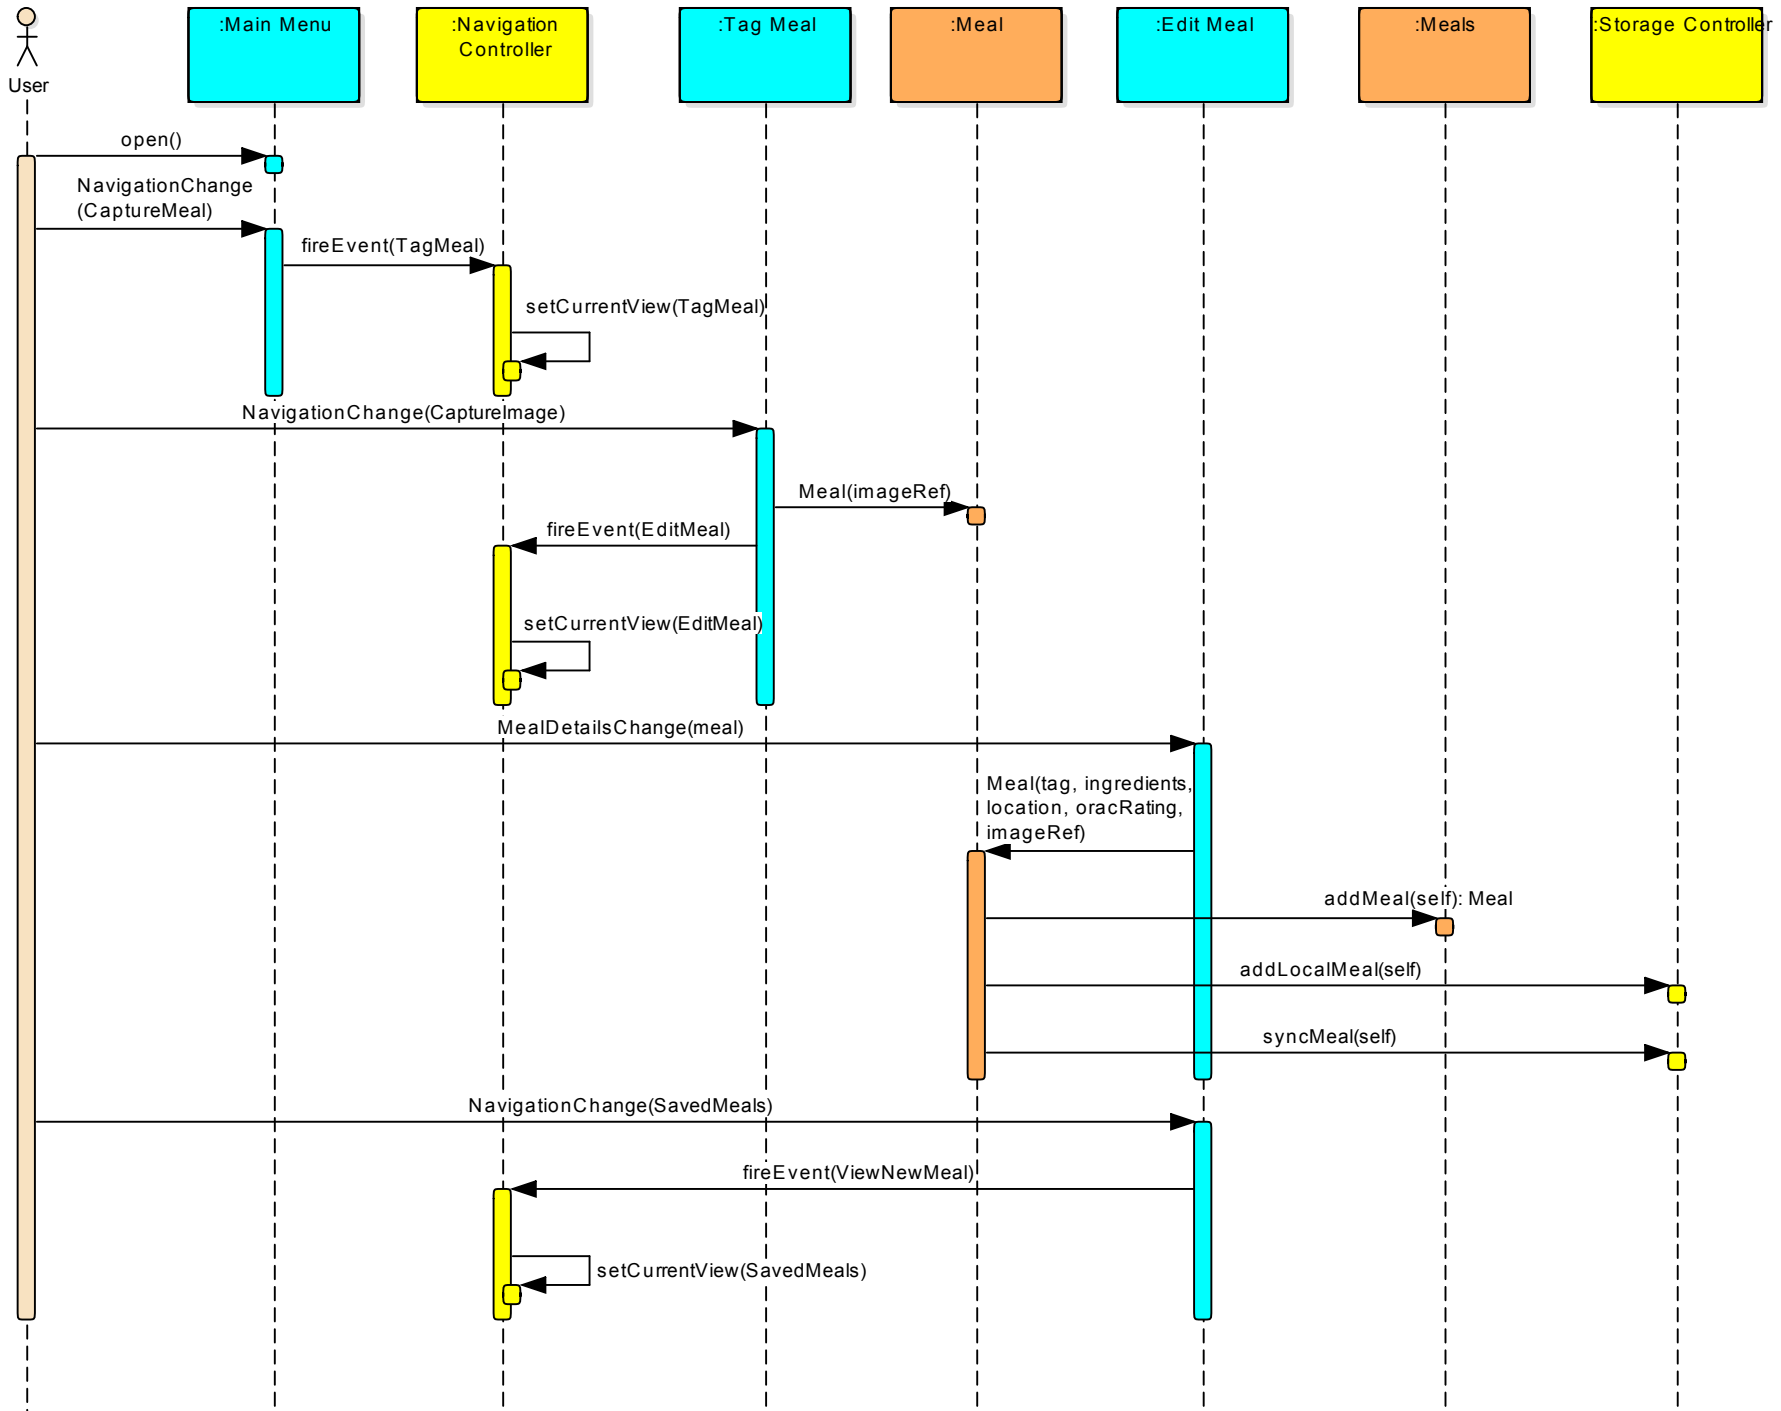 :Main Menu
:Navigation
Controller
:Tag Meal
:Meal
:Edit Meal
:Meals
:Storage Controller
User
open()
NavigationChange
(CaptureMeal)
fireEvent(TagMeal)
setCurrentView(TagMeal)
NavigationChange(CaptureImage)
Meal(imageRef)
fireEvent(EditMeal)
setCurrentView(EditMeal)
MealDetailsChange(meal)
Meal(tag, ingredients,
location, oracRating,
imageRef)
addMeal(self): Meal
addLocalMeal(self)
syncMeal(self)
NavigationChange(SavedMeals)
fireEvent(ViewNewMeal)
setCurrentView(SavedMeals)